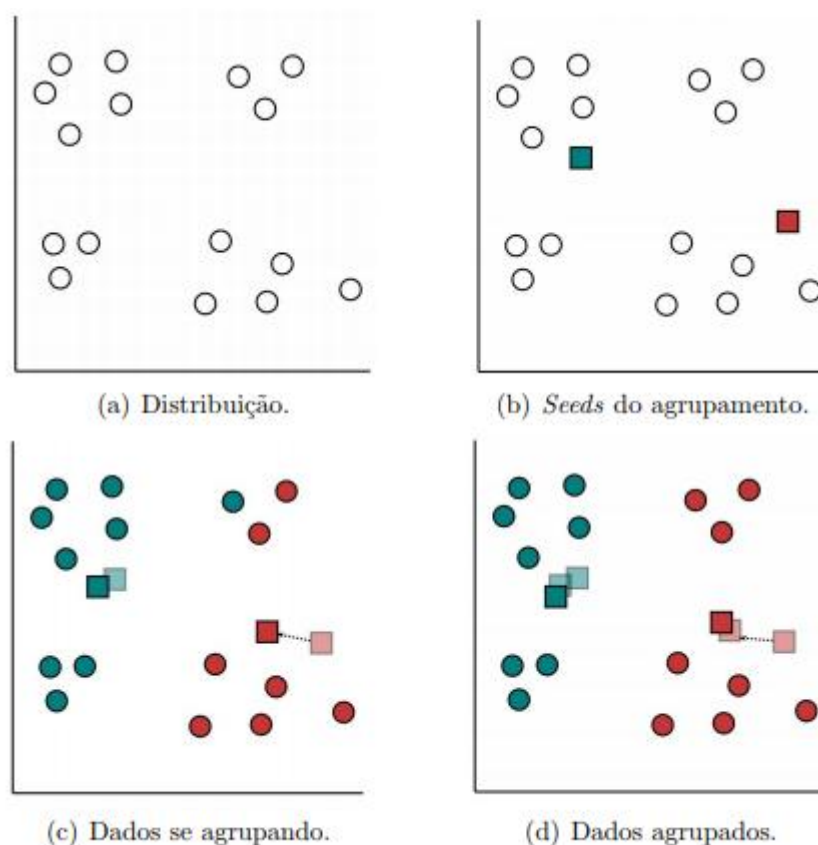 (a) Distribuição.
(b) Seeds do agrupamento.
(c) Dados se agrupando.
(d) Dados agrupados.